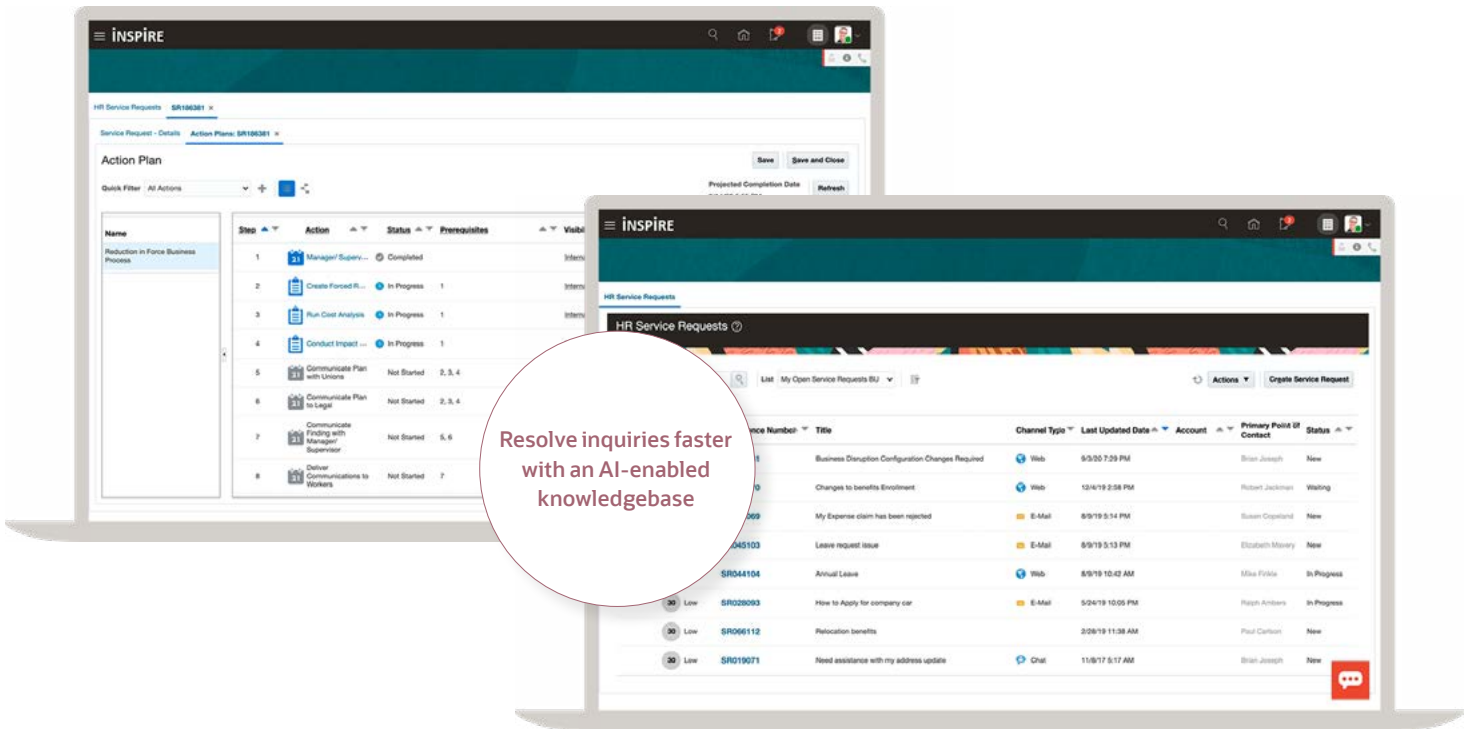 INSPIRE
2
HR Service Requests SR186381 ×
Service Request - Details Action Plans: SR186381 ×
Action Plan
Save Save and Close
Quick Filter All Actions
Projected Completion Date
Refresh
Name
Reduction in Force Business
Process
Step Action Status Prerequisites
1 Manager/ Superv... Completed
2 Create Forced R... In Progress 1
3 Run Cost Analysis In Progress 1
4 Conduct Impact ... In Progress 1
5 Communicate Plan
with Unions Not Started 2, 3, 4
6 Communicate Plan
to Legal Not Started 2, 3, 4
7 Communicate
Finding with
Manager/
Supervisor Not Started 5, 6
8 Deliver
Communications to
Workers Not Started 7
Resolve inquiries faster
with an AI-enabled
knowledgebase
INSPIRE
HR Service Requests
HR Service Requests
List My Open Service Requests BU
Actions Create Service Request
Title Channel Type Last Updated Date Account Primary Point Of
Contact Status
Business Disruption Configuration Changes Required Web 6/3/20 7:29 PM Brian Joseph New
Changes to benefits Enrollment Web 12/4/19 2:58 PM Robert Jackman Waiting
My Expense claim has been rejected E-Mail 8/9/19 5:14 PM Susan Copeland New
Leave request issue E-Mail 8/9/19 5:13 PM Elizabeth New
SR044104 Annual Leave Web 8/9/19 10:42 AM Mike Finkle In Progress
30 Low SR028093 How to Apply for company car E-Mail 5/24/19 10:05 PM Ralph In Progress
30 Low SR066112 Relocation benefits 2/28/19 11:38 AM Paul Carlson New
30 Low SR019071 Need assistance with my address update Chat 11/8/17 5:17 AM Brian Joseph New